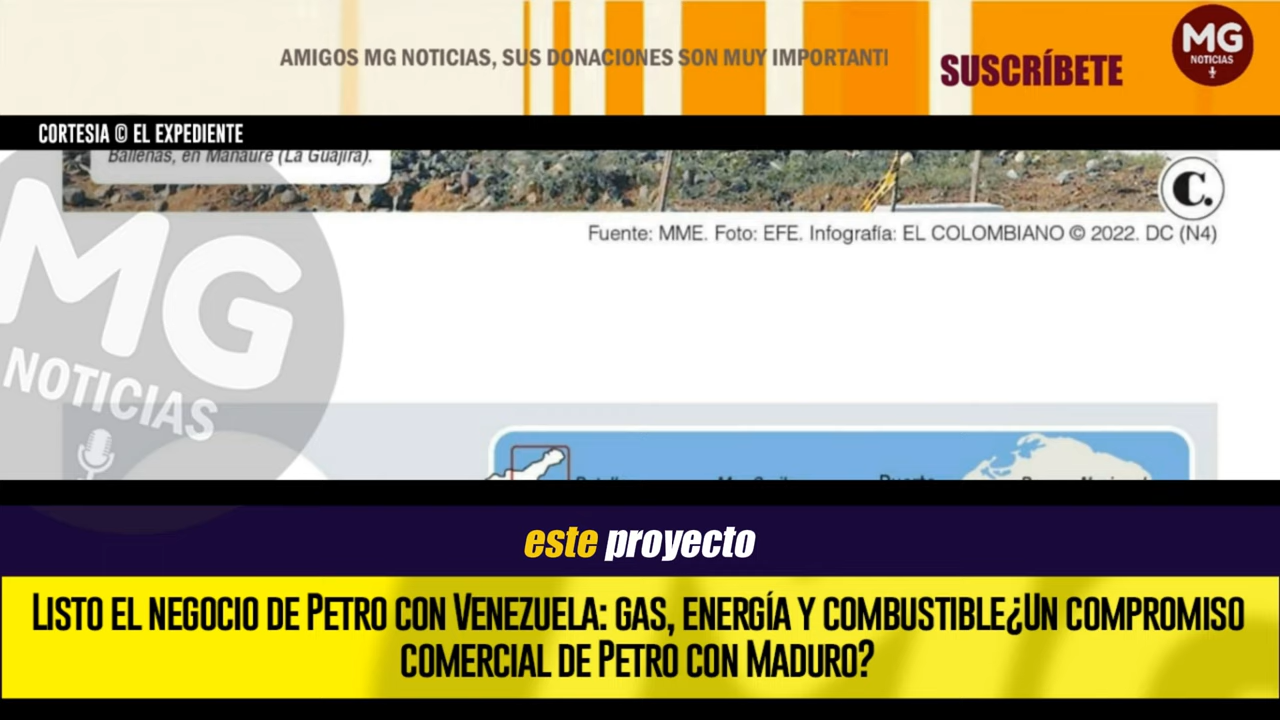 AMIGOS MG NOTICIAS, SUS DONACIONES SON MUY IMPORTANT
SUSCRÍBETE
MG
NOTICIAS
CORTESIA © EL EXPEDIENTE
Ballenas, en Manaure (La Guajira).
C.
Fuente: MME. Foto: EFE. Infografía: EL COLOMBIANO © 2022. DC (N4)
MG
NOTICIAS
este proyecto
LISTO EL NEGOCIO DE PETRO CON VENEZUELA: GAS, ENERGÍA Y COMBUSTIBLE¿UN COMPROMISO
COMERCIAL DE PETRO CON MADURO?